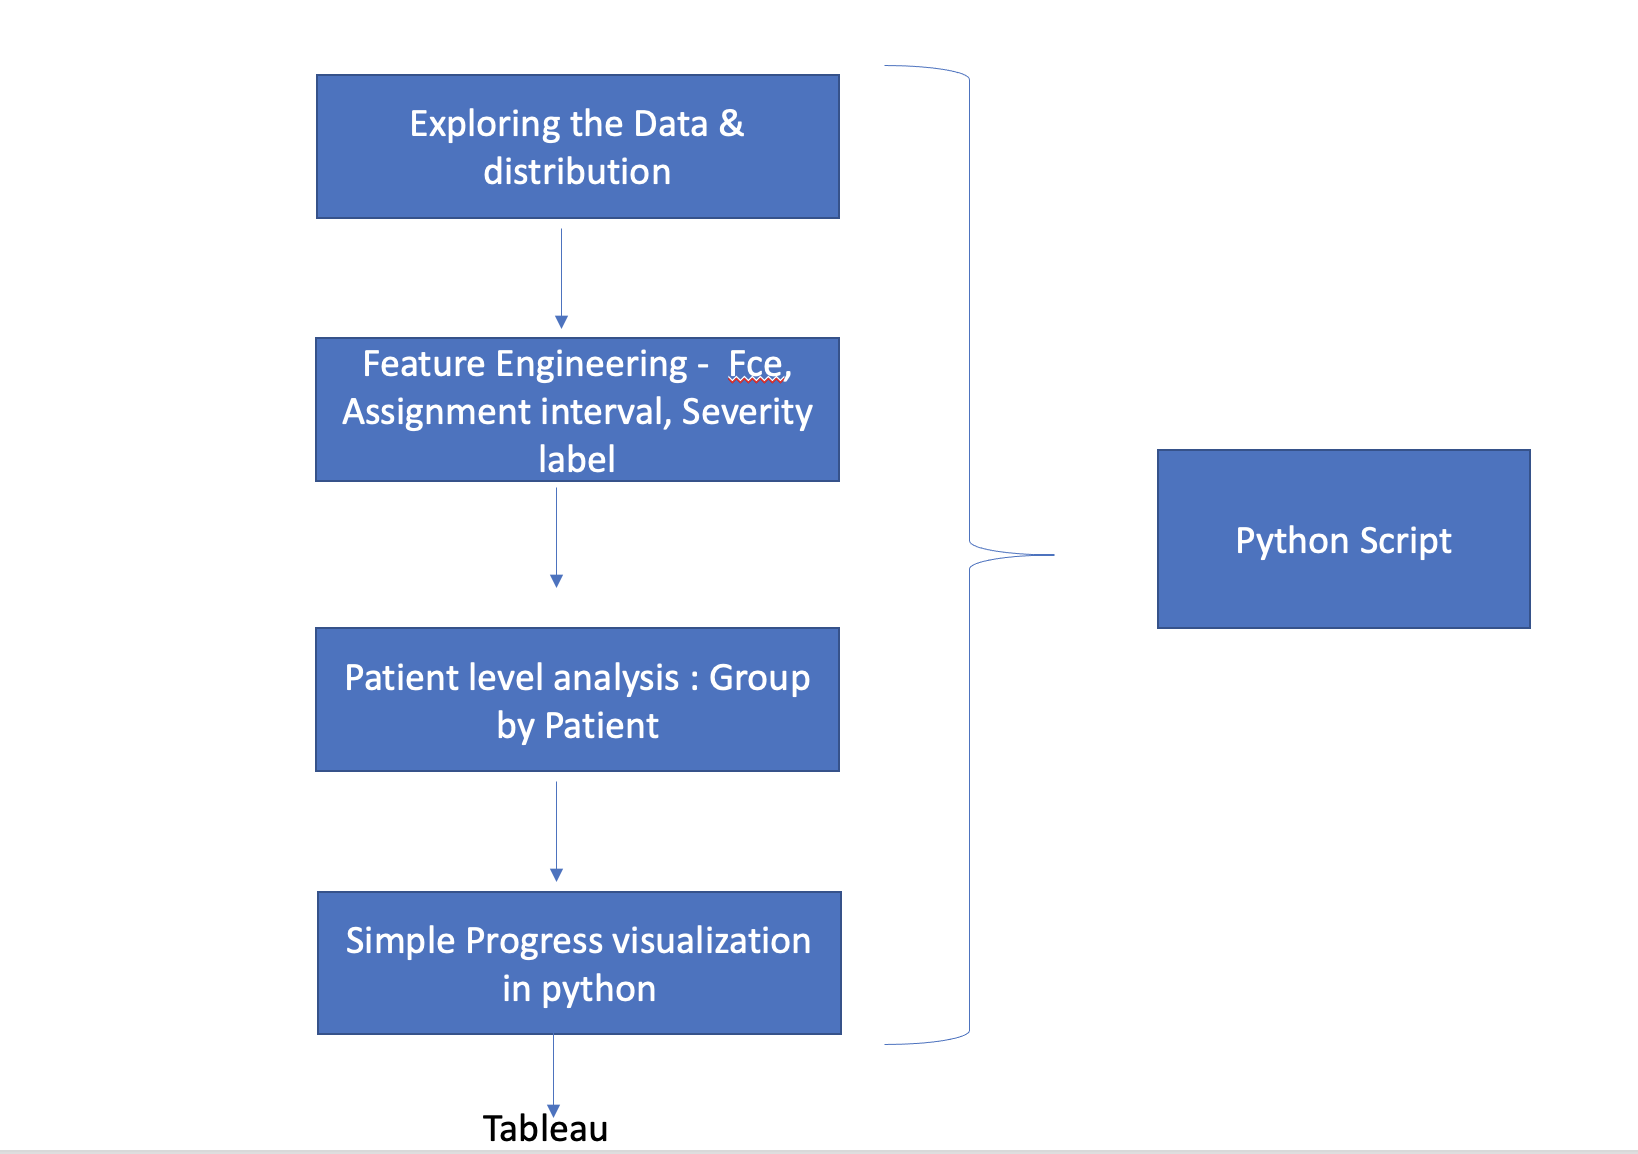 Exploring the Data &
distribution
Feature Engineering -  Fce,
Assignment interval, Severity
label
Patient level analysis : Group
by Patient
Simple Progress visualization
in python
Tableau
Python Script